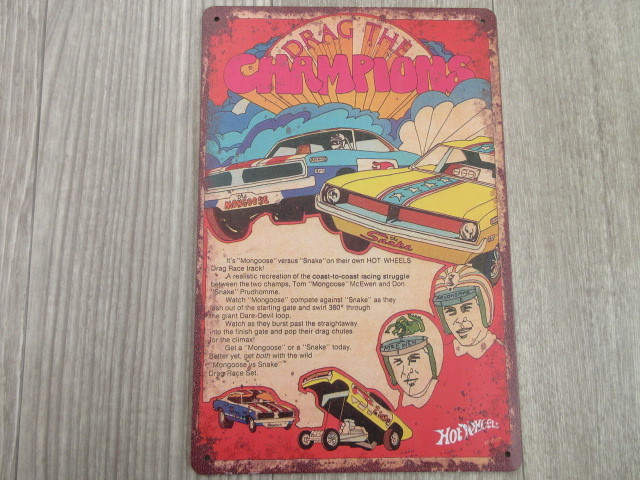 DRAG THE
CHAMPIONS
The
MONGOOSE
The
Snake
It's "Mongoose" versus "Snake" on their own HOT WHEELS
Drag Race track!
A realistic recreation of the coast-to-coast racing struggle
between the two champs, Tom "Mongoose" McEwen and Don
"Snake" Prudhomme.
Watch "Mongoose" compete against "Snake" as they
lash out of the starting gate and swirl 360° through
the giant Dare-Devil loop.
Watch as they burst past the straightaway
into the finish gate and pop their drag chutes
for the climax!
Get a "Mongoose" or a "Snake" today.
Better yet, get both with the wild
"Mongoose vs Snake"
Drag Race Set.
McEWEN
HOT WHEELS